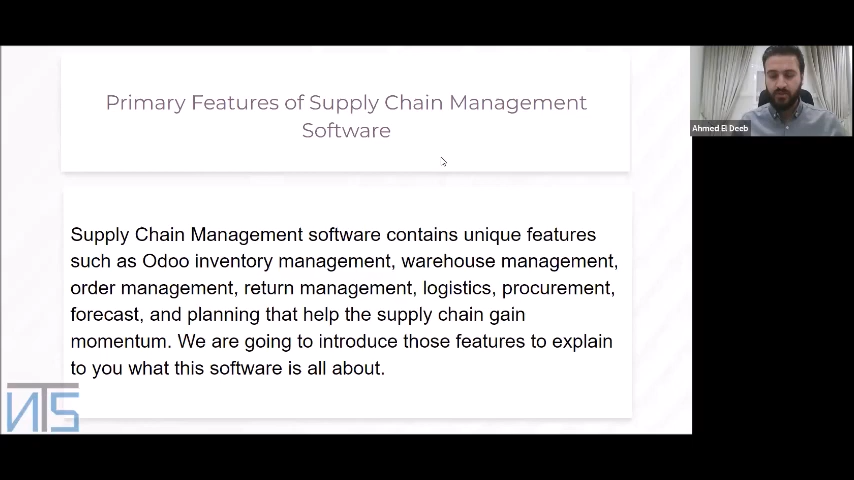 Primary Features of Supply Chain Management
Software
Ahmed El Deeb
Supply Chain Management software contains unique features
such as Odoo inventory management, warehouse management,
order management, return management, logistics, procurement,
forecast, and planning that help the supply chain gain
momentum. We are going to introduce those features to explain
to you what this software is all about.
NTS